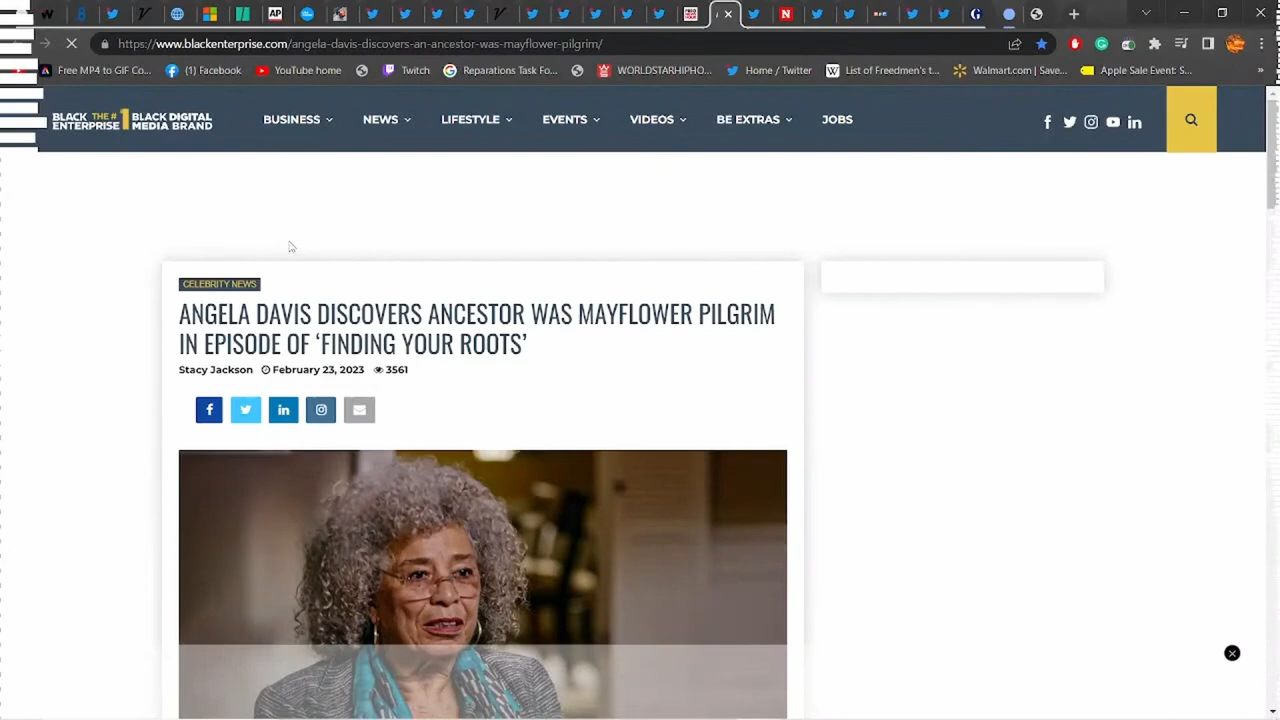 https://www.blackenterprise.com/angela-davis-discovers-an-ancestor-was-mayflower-pilgrim/
Free MP4 to GIF Co...
(1) Facebook
YouTube home
Twitch
Reparations Task Fo...
WORLDSTARHIPHO...
Home / Twitter
List of Freedmen's t...
Walmart.com | Save...
Apple Sale Event: S...
»
BLACK THE # 1 BLACK DIGITAL
ENTERPRISE MEDIA BRAND
BUSINESS
NEWS
LIFESTYLE
EVENTS
VIDEOS
BE EXTRAS
JOBS
CELEBRITY NEWS
ANGELA DAVIS DISCOVERS ANCESTOR WAS MAYFLOWER PILGRIM
IN EPISODE OF ‘FINDING YOUR ROOTS’
Stacy Jackson February 23, 2023 3561